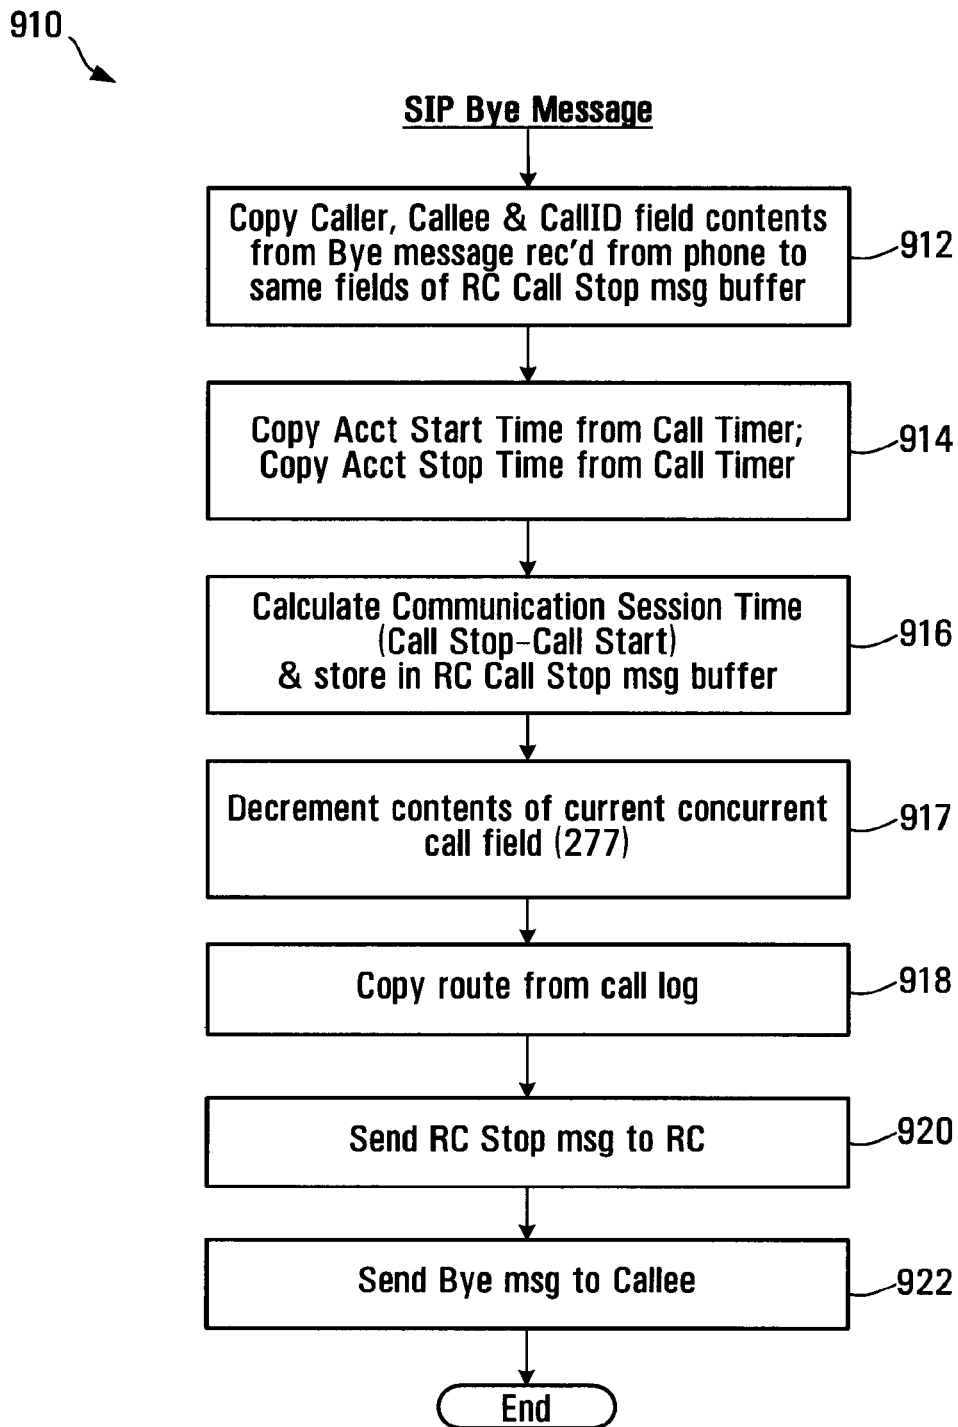 910
SIP Bye Message
Copy Caller, Callee & CallID field contents
from Bye message rec'd from phone to
same fields of RC Call Stop msg buffer
912
Copy Acct Start Time from Call Timer;
Copy Acct Stop Time from Call Timer
914
Calculate Communication Session Time
(Call Stop-Call Start)
& store in RC Call Stop msg buffer
916
Decrement contents of current concurrent
call field (277)
917
Copy route from call log
918
Send RC Stop msg to RC
920
Send Bye msg to Callee
922
End